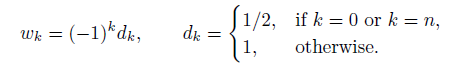 w_k = (-1)^k d_k, d_k = { 1/2, if k = 0 or k = n,
1, otherwise.